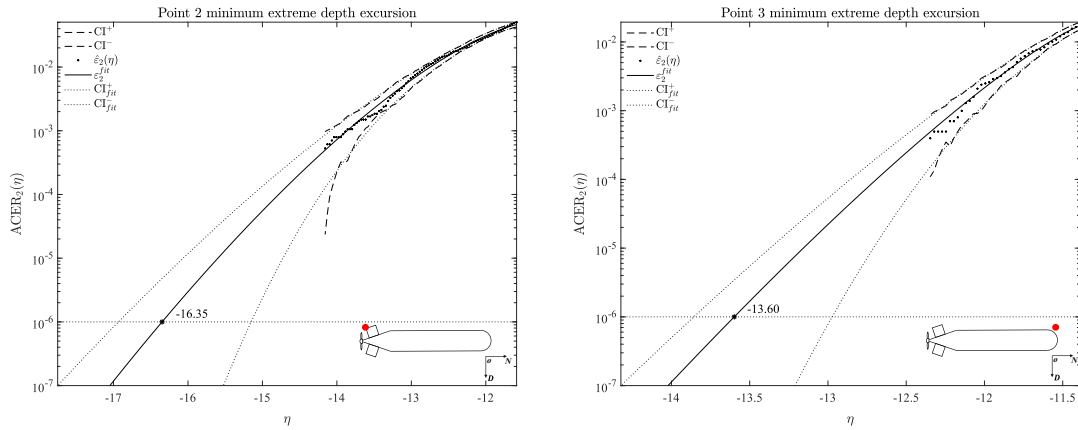 Point 2 minimum extreme depth excursion
CI⁺
CI⁻
ε̂₂(η)
ε₂ᶠⁱᵗ
CI⁺fit
CI⁻fit
10⁻²
10⁻³
10⁻⁴
10⁻⁵
10⁻⁶
10⁻⁷
ACER₂(η)
-16.35
o N
D
-17 -16 -15 -14 -13 -12
η
Point 3 minimum extreme depth excursion
CI⁺
CI⁻
ε̂₂(η)
ε₂ᶠⁱᵗ
CI⁺fit
CI⁻fit
10⁻²
10⁻³
10⁻⁴
10⁻⁵
10⁻⁶
10⁻⁷
ACER₂(η)
-13.60
o N
D
-14 -13.5 -13 -12.5 -12 -11.5
η